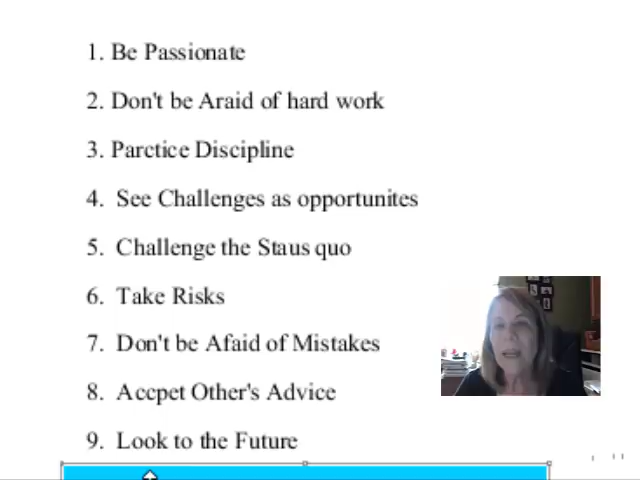 1. Be Passionate
2. Don't be Araid of hard work
3. Parctice Discipline
4. See Challenges as opportunites
5. Challenge the Staus quo
6. Take Risks
7. Don't be Afaid of Mistakes
8. Accpet Other's Advice
9. Look to the Future